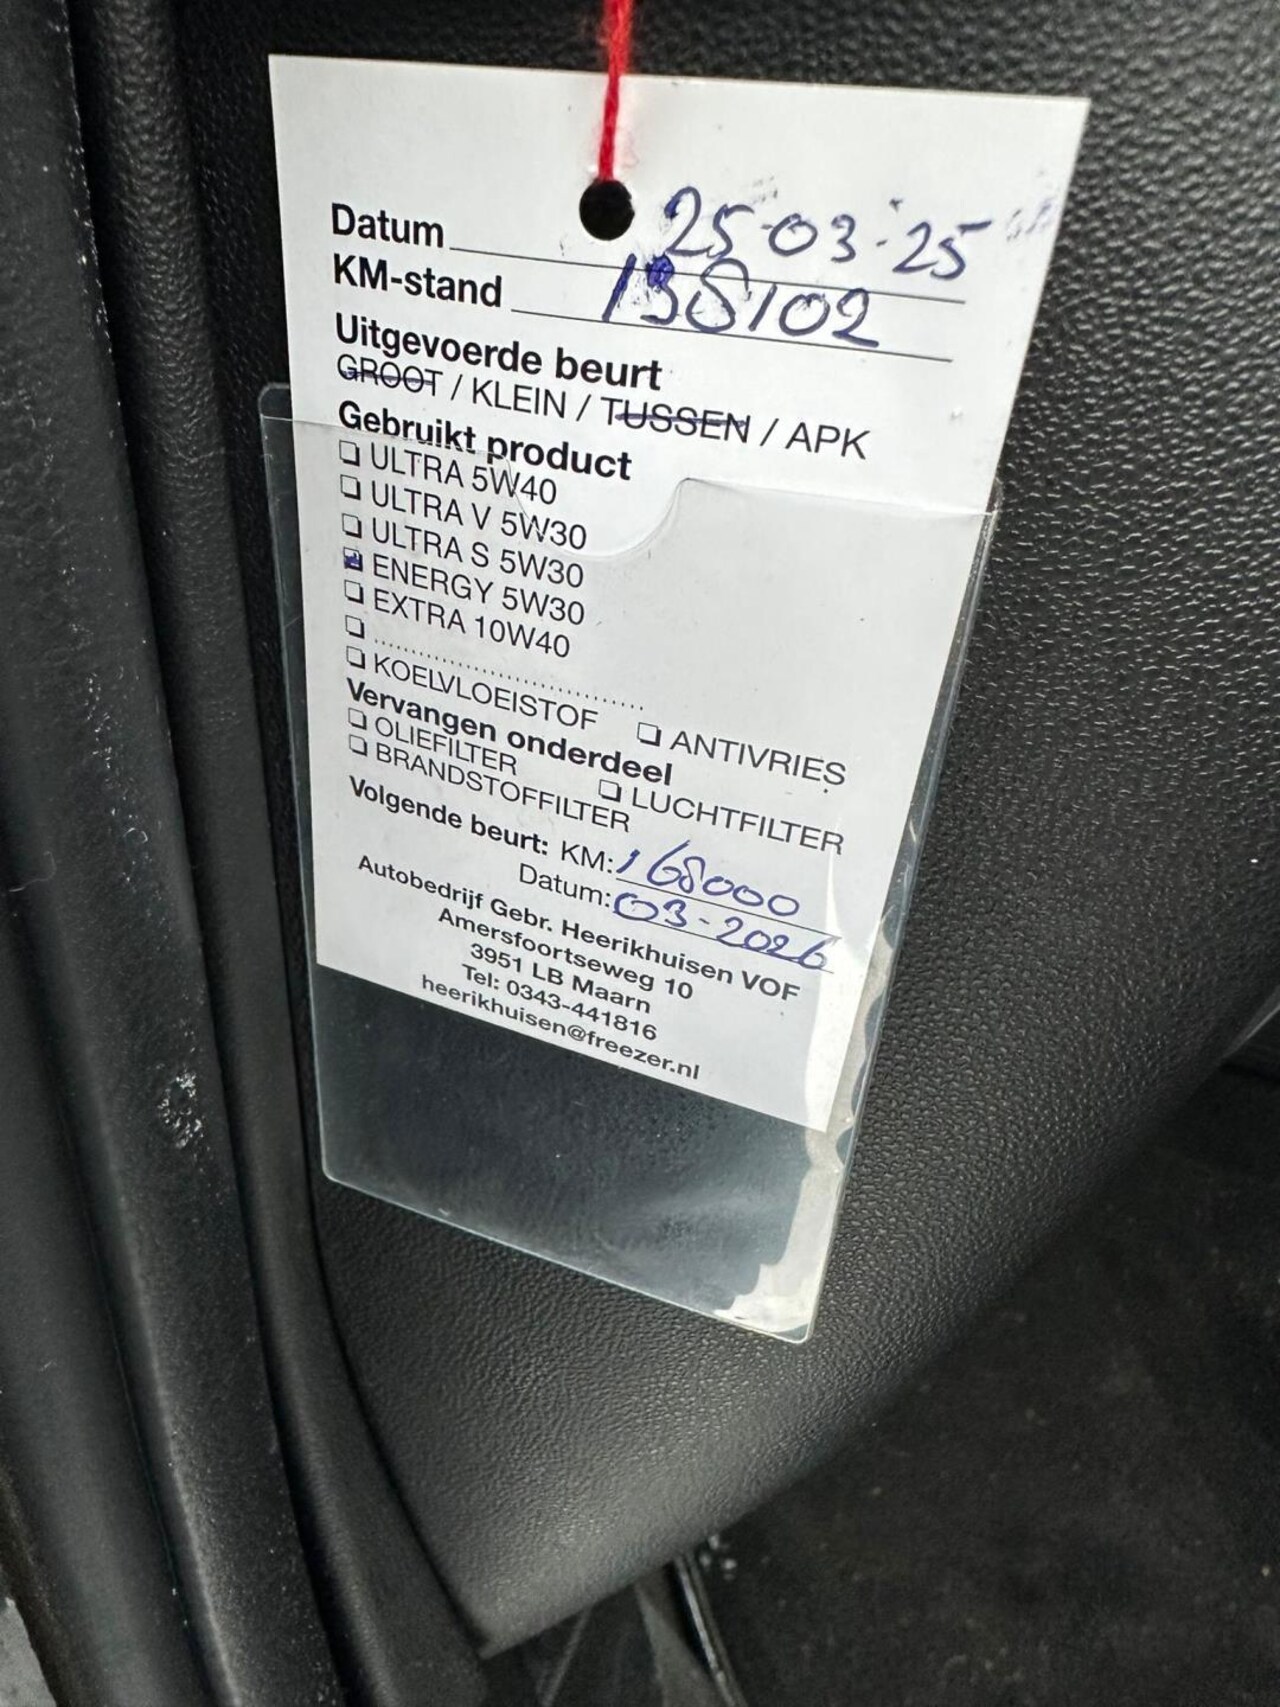 Datum 25-03-25
KM-stand 138102
Uitgevoerde beurt
GROOT / KLEIN / TUSSEN / APK
Gebruikt product
❏ ULTRA 5W40
❏ ULTRA V 5W30
❏ ULTRA S 5W30
❏ ENERGY 5W30
❏ EXTRA 10W40
❏ ....................................
❏ KOELVLOEISTOF ❏ ANTIVRIES
Vervangen onderdeel
❏ OLIEFILTER ❏ LUCHTFILTER
❏ BRANDSTOFFILTER
Volgende beurt: KM: 168000
Datum: 03-2026
Autobedrijf Gebr. Heerikhuisen VOF
Amersfoortseweg 10
3951 LB Maarn
Tel: 0343-441816
heerikhuisen@freezer.nl